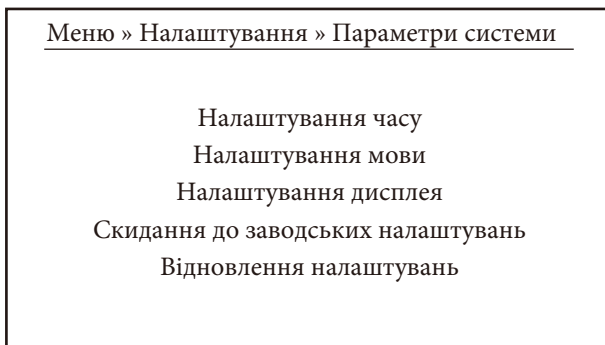 Меню » Налаштування » Параметри системи
Налаштування часу
Налаштування мови
Налаштування дисплея
Скидання до заводських налаштувань
Відновлення налаштувань